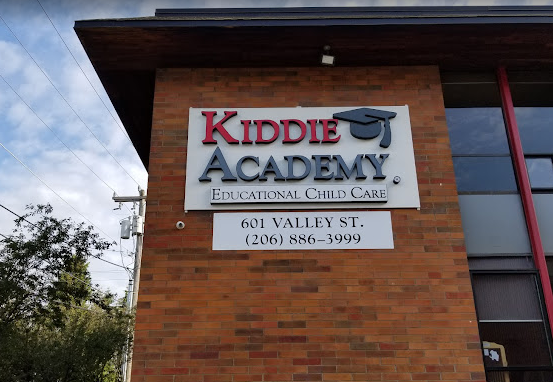 KIDDIE
ACADEMY
EDUCATIONAL CHILD CARE
601 VALLEY ST.
(206) 886-3999